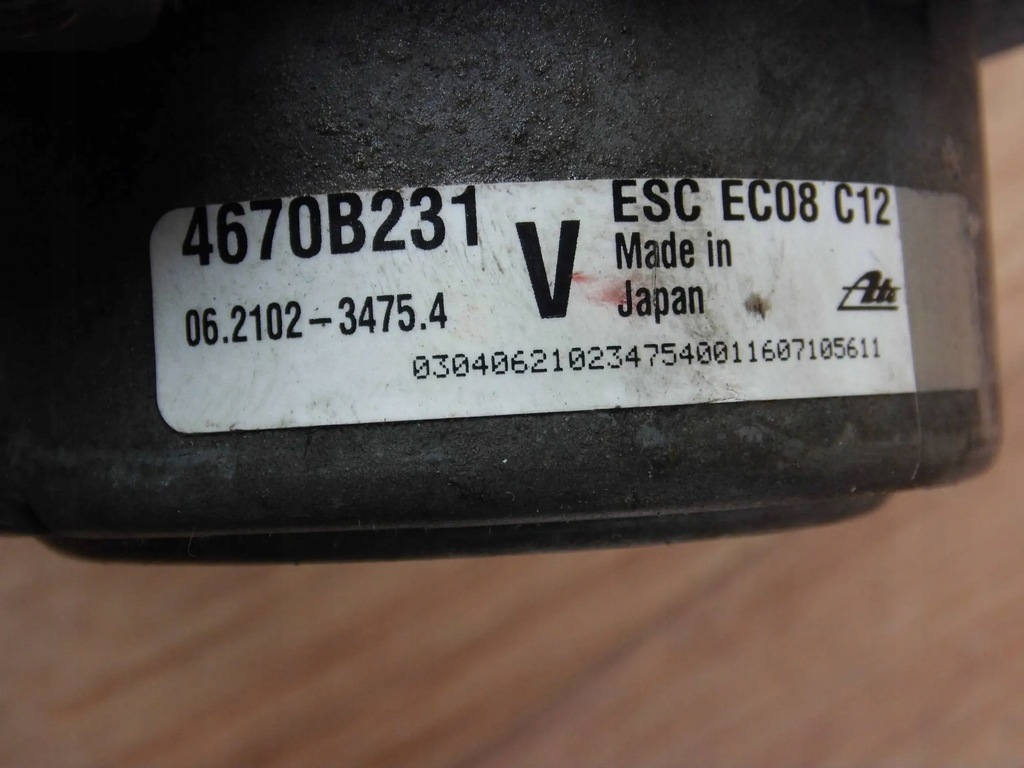 4670B231
06.2102-3475.4
V
ESC EC08 C12
Made in
Japan
Ate
0304062102347540011607105611